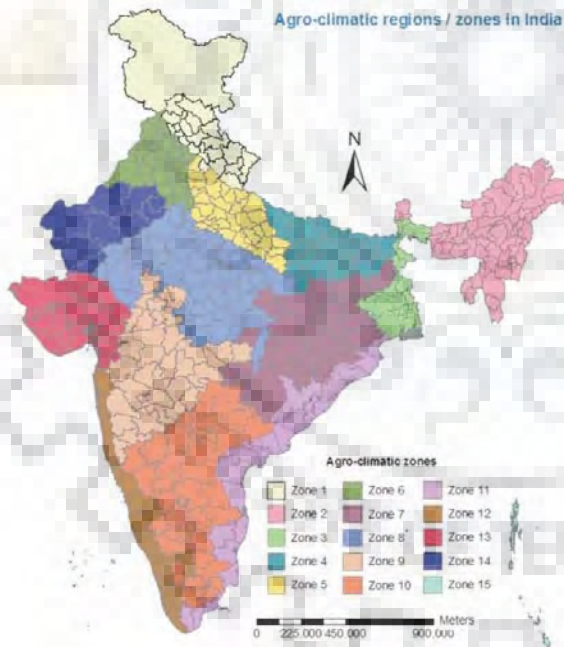 Agro-climatic regions / zones in India
N
Agro-climatic zones
Zone 1 Zone 6 Zone 11
Zone 2 Zone 7 Zone 12
Zone 3 Zone 8 Zone 13
Zone 4 Zone 9 Zone 14
Zone 5 Zone 10 Zone 15
Meters
0 225,000 450,000 900,000